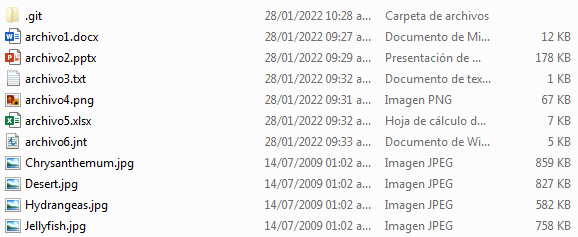 .git 28/01/2022 10:28 a... Carpeta de archivos
archivo1.docx 28/01/2022 09:27 a... Documento de Mi... 12 KB
archivo2.pptx 28/01/2022 09:29 a... Presentación de ... 178 KB
archivo3.txt 28/01/2022 09:32 a... Documento de tex... 1 KB
archivo4.png 28/01/2022 09:31 a... Imagen PNG 67 KB
archivo5.xlsx 28/01/2022 09:32 a... Hoja de cálculo d... 7 KB
archivo6.jnt 28/01/2022 09:33 a... Documento de Wi... 5 KB
Chrysanthemum.jpg 14/07/2009 01:02 a... Imagen JPEG 859 KB
Desert.jpg 14/07/2009 01:02 a... Imagen JPEG 827 KB
Hydrangeas.jpg 14/07/2009 01:02 a... Imagen JPEG 582 KB
Jellyfish.jpg 14/07/2009 01:02 a... Imagen JPEG 758 KB